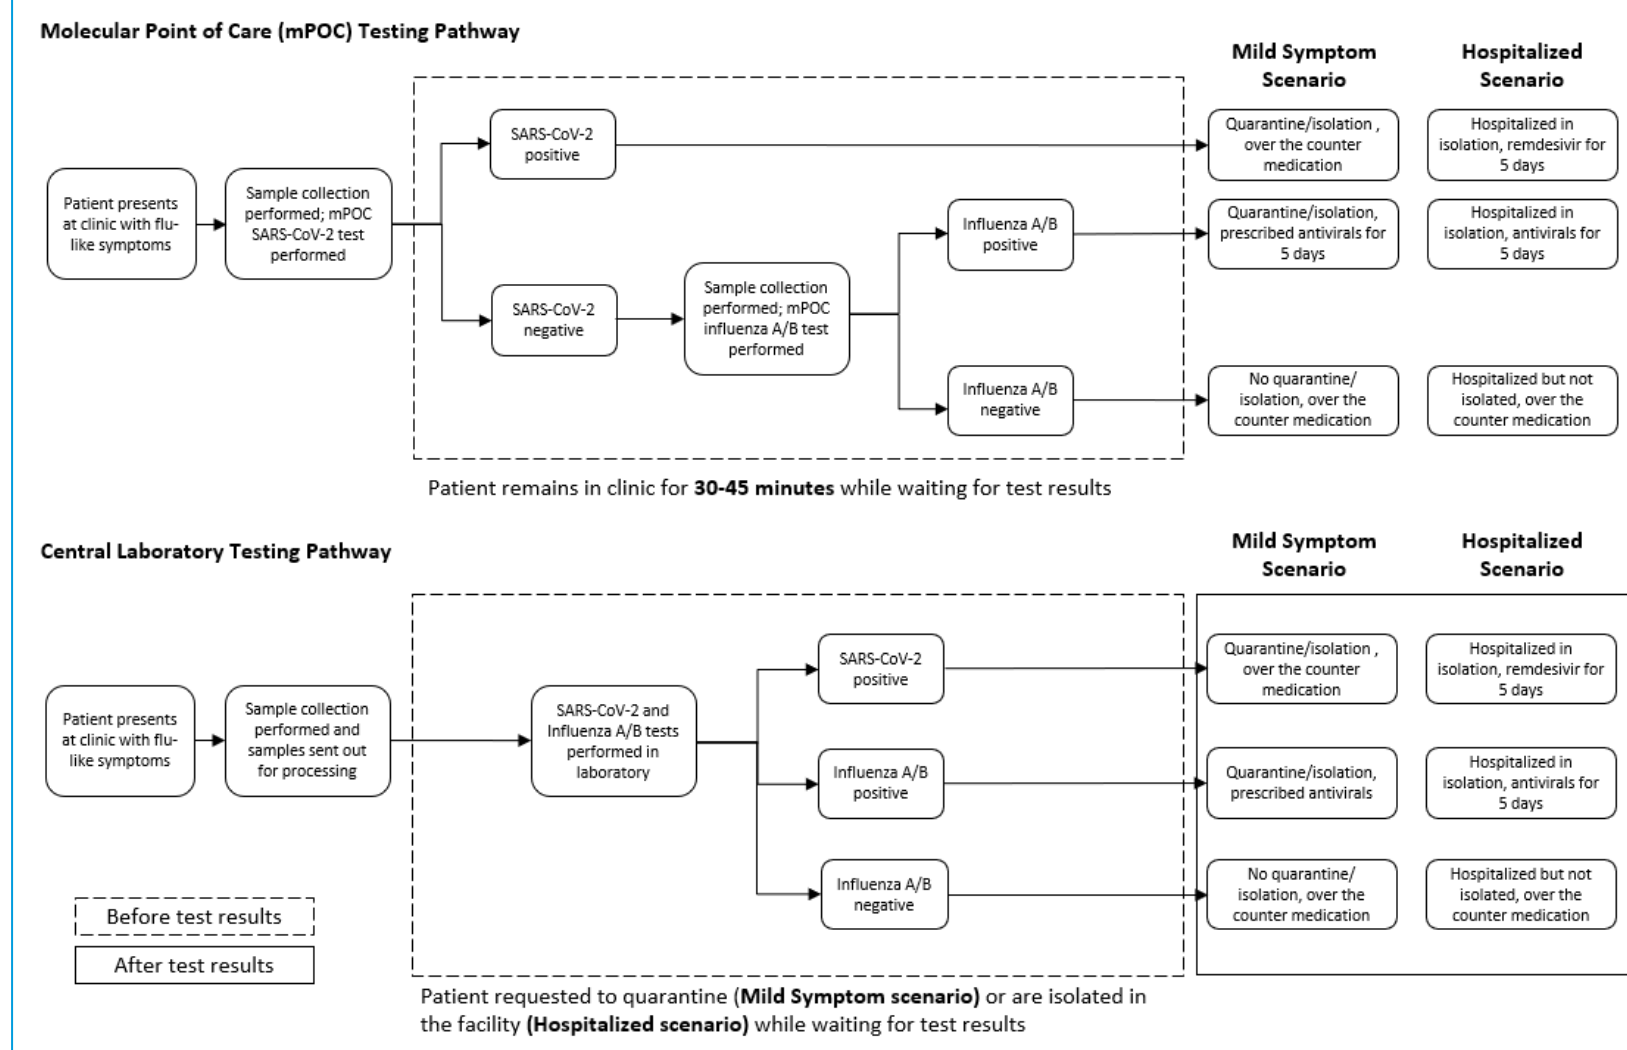 Molecular Point of Care (mPOC) Testing Pathway
Mild Symptom
Scenario
Hospitalized
Scenario
Patient presents
at clinic with flu-
like symptoms
Sample collection
performed; mPOC
SARS-CoV-2 test
performed
SARS-CoV-2
positive
Quarantine/isolation ,
over the counter
medication
Hospitalized in
isolation, remdesivir for
5 days
SARS-CoV-2
negative
Sample collection
performed; mPOC
influenza A/B test
performed
Influenza A/B
positive
Quarantine/isolation,
prescribed antivirals for
5 days
Hospitalized in
isolation, antivirals for
5 days
Influenza A/B
negative
No quarantine/
isolation, over the
counter medication
Hospitalized but not
isolated, over the
counter medication
Patient remains in clinic for 30-45 minutes while waiting for test results
Central Laboratory Testing Pathway
Mild Symptom
Scenario
Hospitalized
Scenario
Patient presents
at clinic with flu-
like symptoms
Sample collection
performed and
samples sent out
for processing
SARS-CoV-2 and
Influenza A/B tests
performed in
laboratory
SARS-CoV-2
positive
Quarantine/isolation ,
over the counter
medication
Hospitalized in
isolation, remdesivir for
5 days
Influenza A/B
positive
Quarantine/isolation,
prescribed antivirals
Hospitalized in
isolation, antivirals for
5 days
Influenza A/B
negative
No quarantine/
isolation, over the
counter medication
Hospitalized but not
isolated, over the
counter medication
Before test results
After test results
Patient requested to quarantine (Mild Symptom scenario) or are isolated in
the facility (Hospitalized scenario) while waiting for test results